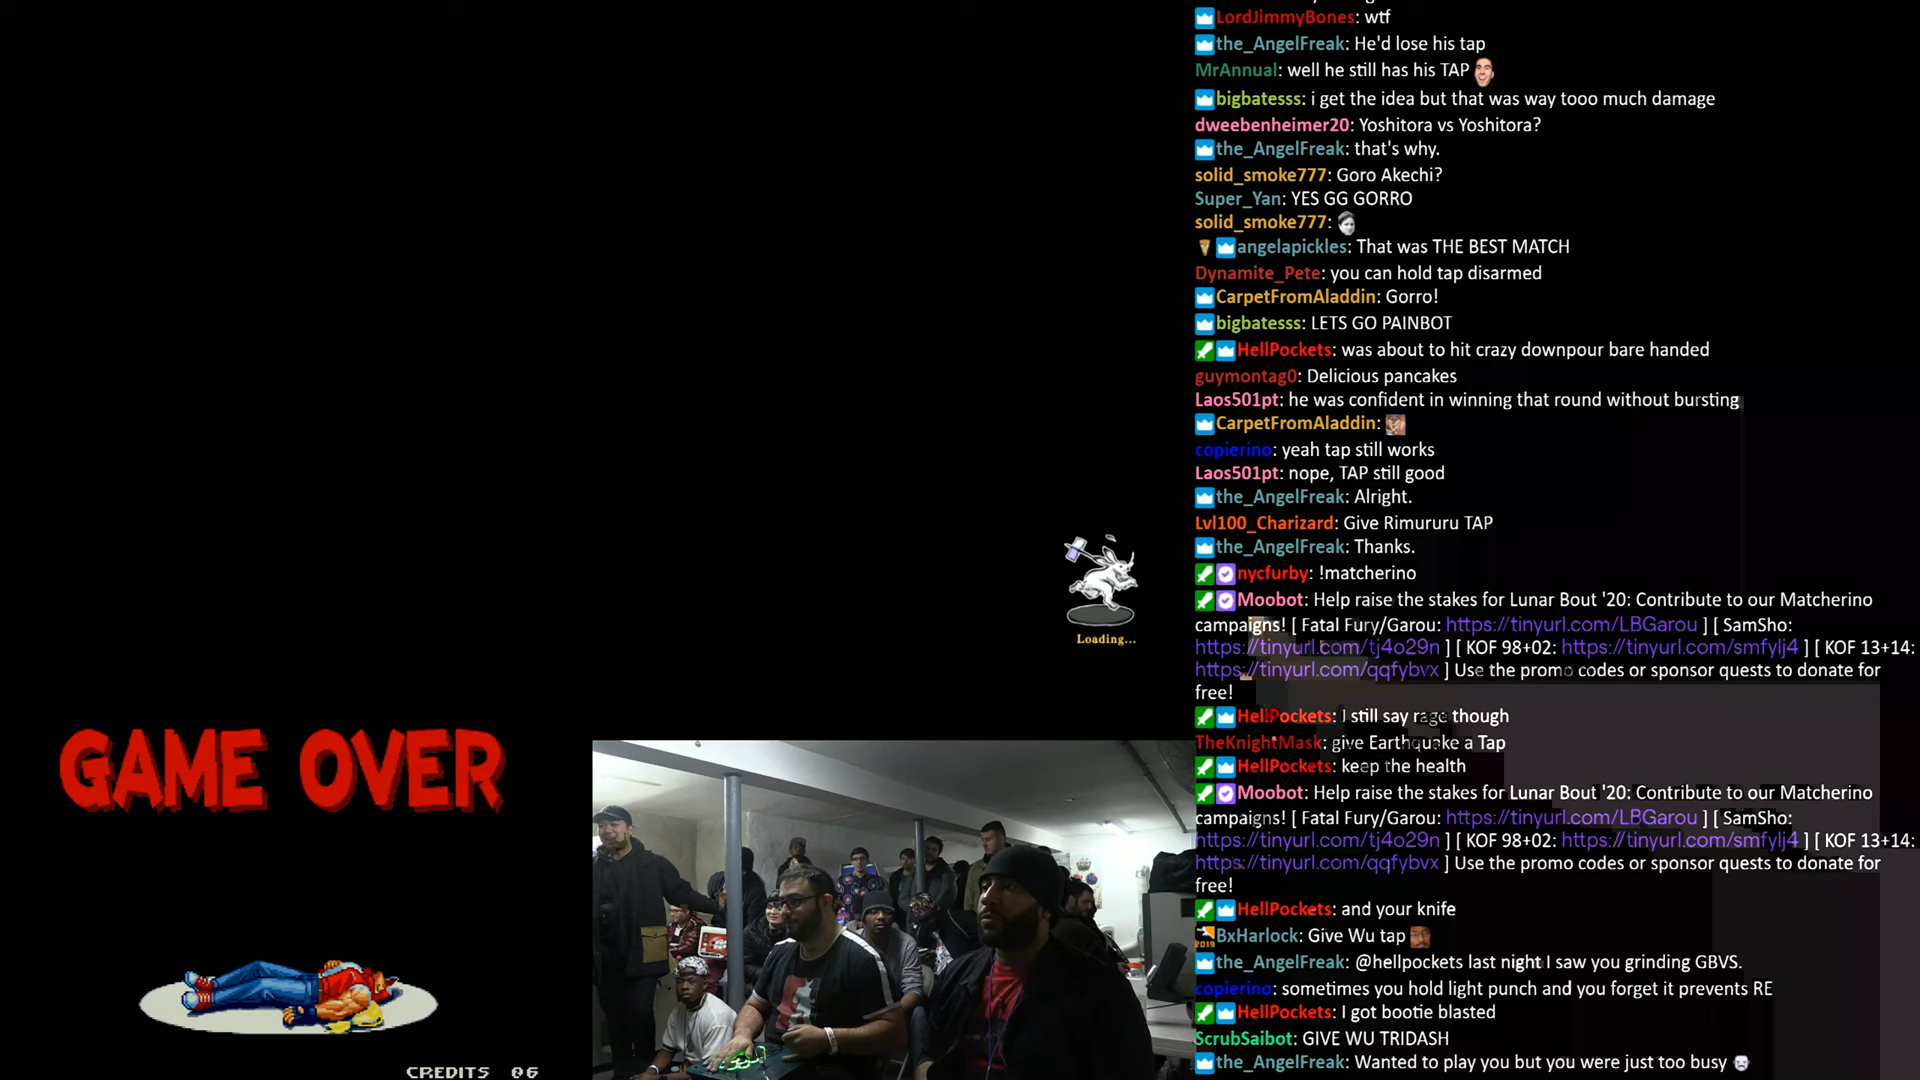 LordJimmyBones: wtf
the_AngelFreak: He'd lose his tap
MrAnnual: well he still has his TAP
bigbatesss: i get the idea but that was way tooo much damage
dweebenheimer20: Yoshitora vs Yoshitora?
the_AngelFreak: that's why.
solid_smoke777: Goro Akechi?
Super_Yan: YES GG GORRO
solid_smoke777:
angelapickles: That was THE BEST MATCH
Dynamite_Pete: you can hold tap disarmed
CarpetFromAladdin: Gorro!
bigbatesss: LETS GO PAINBOT
HellPockets: was about to hit crazy downpour bare handed
guymontag0: Delicious pancakes
Laos501pt: he was confident in winning that round without bursting
CarpetFromAladdin:
copierino: yeah tap still works
Laos501pt: nope, TAP still good
the_AngelFreak: Alright.
Lvl100_Charizard: Give Rimururu TAP
the_AngelFreak: Thanks.
nycfurby: !matcherino
Moobot: Help raise the stakes for Lunar Bout '20: Contribute to our Matcherino
campaigns! [ Fatal Fury/Garou: https://tinyurl.com/LBGarou ] [ SamSho:
https://tinyurl.com/tj4o29n ] [ KOF 98+02: https://tinyurl.com/smfylj4 ] [ KOF 13+14:
https://tinyurl.com/qqfybvx ] Use the promo codes or sponsor quests to donate for
free!
HellPockets: I still say rage though
TheKnightMask: give Earthquake a Tap
HellPockets: keep the health
Moobot: Help raise the stakes for Lunar Bout '20: Contribute to our Matcherino
campaigns! [ Fatal Fury/Garou: https://tinyurl.com/LBGarou ] [ SamSho:
https://tinyurl.com/tj4o29n ] [ KOF 98+02: https://tinyurl.com/smfylj4 ] [ KOF 13+14:
https://tinyurl.com/qqfybvx ] Use the promo codes or sponsor quests to donate for
free!
HellPockets: and your knife
2019 BxHarlock: Give Wu tap
the_AngelFreak: @hellpockets last night I saw you grinding GBVS.
copierino: sometimes you hold light punch and you forget it prevents RE
HellPockets: I got bootie blasted
ScrubSaibot: GIVE WU TRIDASH
the_AngelFreak: Wanted to play you but you were just too busy
Loading...
GAME OVER
CREDITS 06